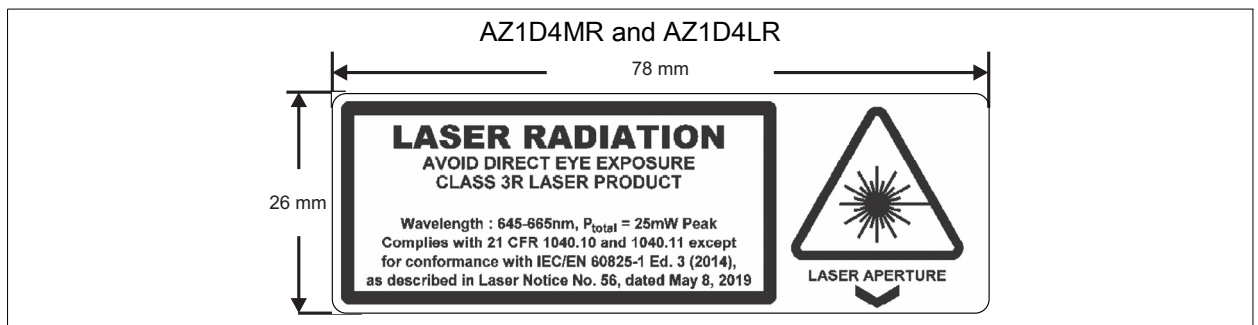 AZ1D4MR and AZ1D4LR
78 mm
26 mm
LASER RADIATION
AVOID DIRECT EYE EXPOSURE
CLASS 3R LASER PRODUCT
Wavelength : 645-665nm, Ptotal = 25mW Peak
Complies with 21 CFR 1040.10 and 1040.11 except
for conformance with IEC/EN 60825-1 Ed. 3 (2014),
as described in Laser Notice No. 56, dated May 8, 2019
LASER APERTURE